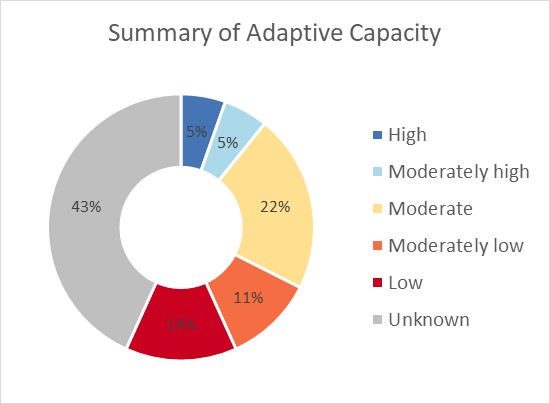 Summary of Adaptive Capacity
5%
5%
22%
11%
14%
43%
High
Moderately high
Moderate
Moderately low
Low
Unknown